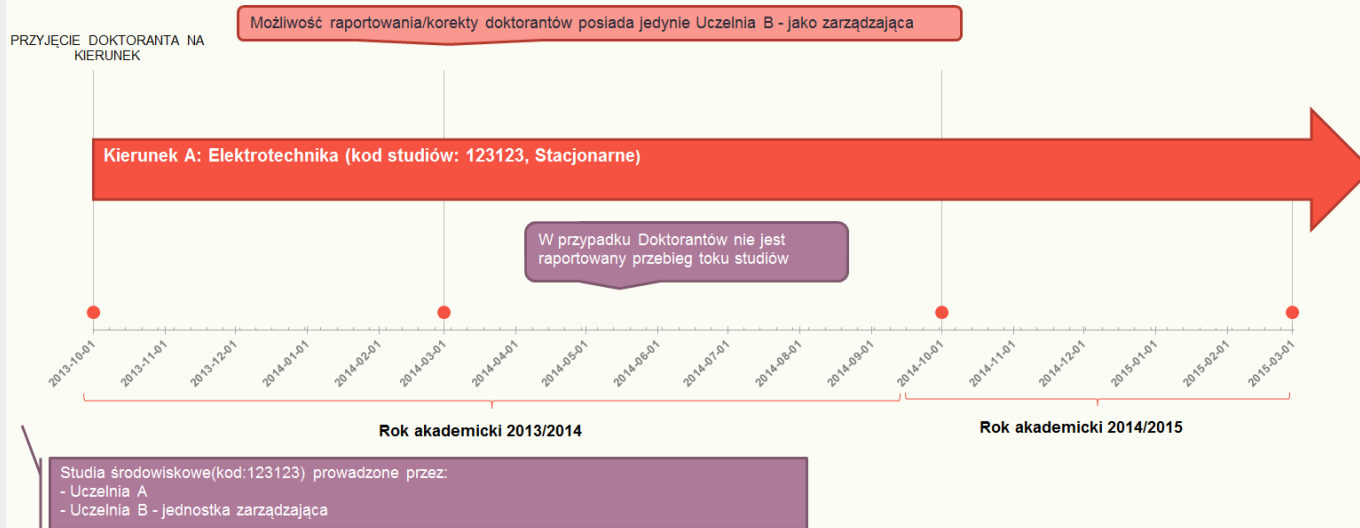 Możliwość raportowania/korekty doktorantów posiada jedynie Uczelnia B - jako zarządzająca
PRZYJĘCIE DOKTORANTA NA
KIERUNEK
Kierunek A: Elektrotechnika (kod studiów: 123123, Stacjonarne)
W przypadku Doktorantów nie jest
raportowany przebieg toku studiów
2013-10-01
2013-11-01
2013-12-01
2014-01-01
2014-02-01
2014-03-01
2014-04-01
2014-05-01
2014-06-01
2014-07-01
2014-08-01
2014-09-01
2014-10-01
2014-11-01
2014-12-01
2015-01-01
2015-02-01
2015-03-01
Rok akademicki 2013/2014
Rok akademicki 2014/2015
Studia środowiskowe(kod:123123) prowadzone przez:
- Uczelnia A
- Uczelnia B - jednostka zarządzająca